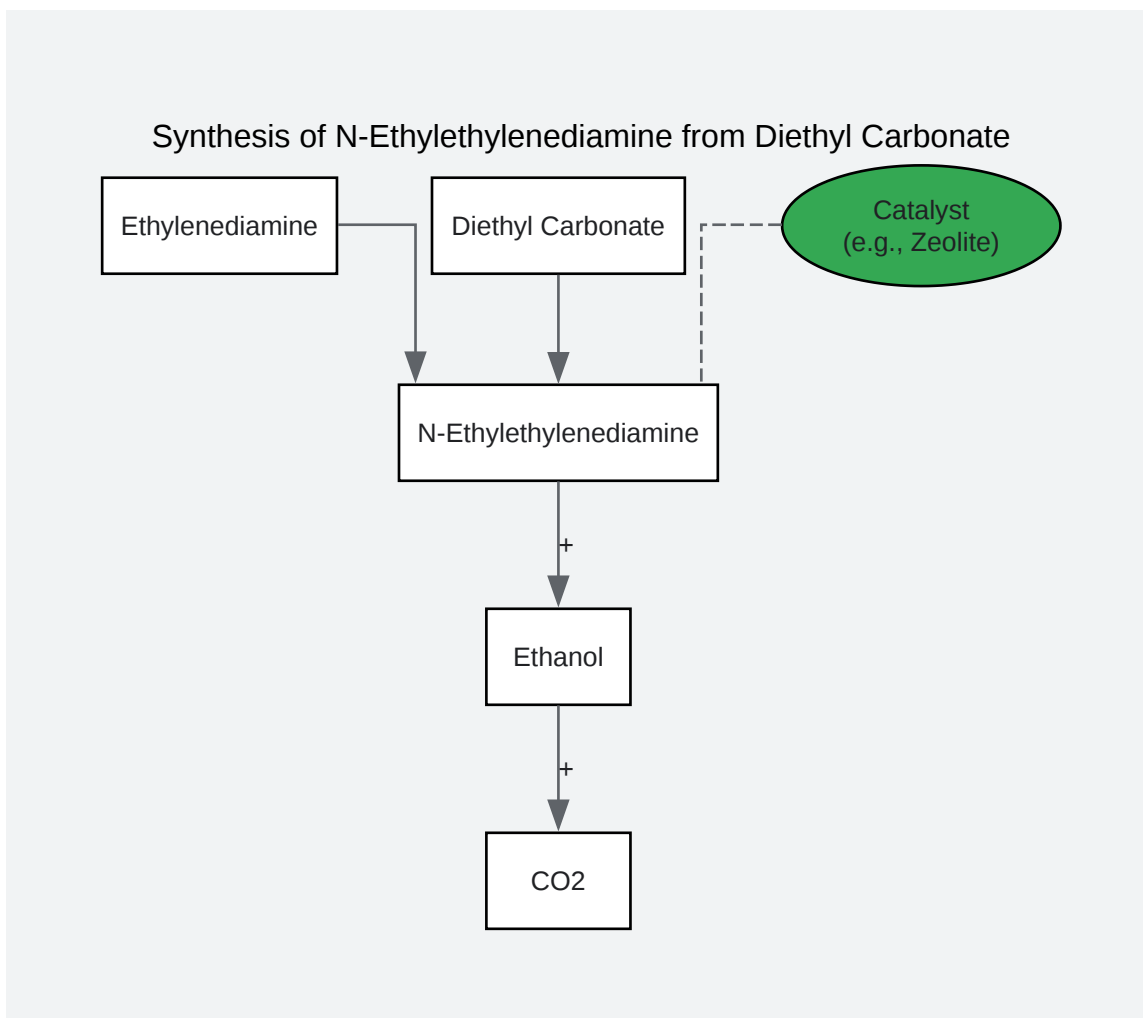 Synthesis of N-Ethylethylenediamine from Diethyl Carbonate
Ethylenediamine
Diethyl Carbonate
Catalyst
(e.g., Zeolite)
N-Ethylethylenediamine
+
Ethanol
+
CO2